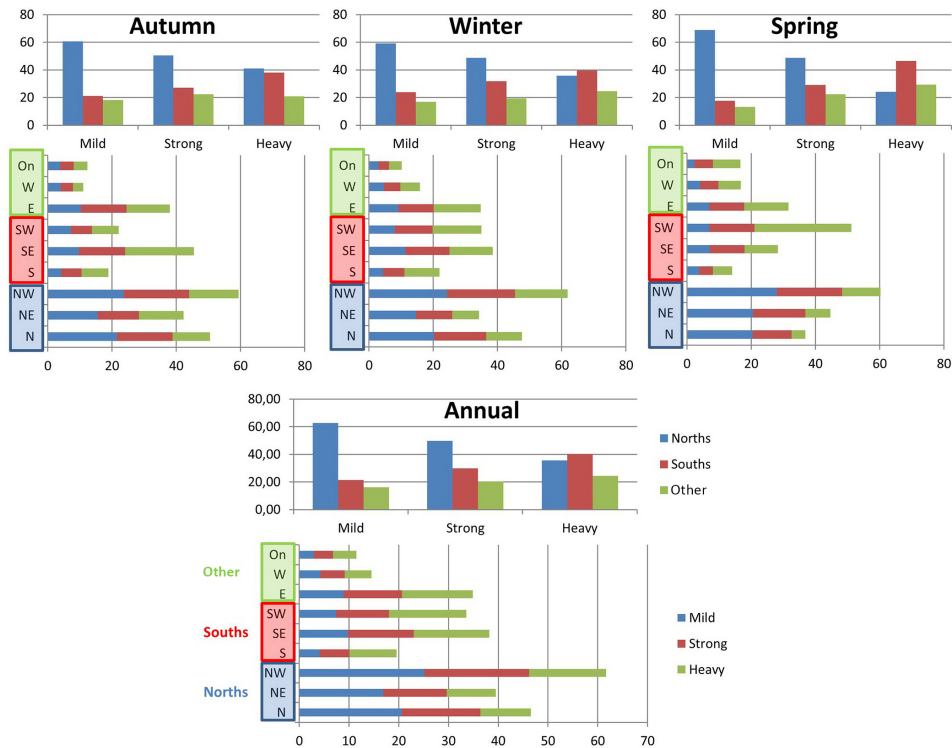 Autumn
80
60
40
20
0
Mild Strong Heavy
On
W
E
SW
SE
S
NW
NE
N
0 20 40 60 80
Winter
80
60
40
20
0
Mild Strong Heavy
On
W
E
SW
SE
S
NW
NE
N
0 20 40 60 80
Spring
80
60
40
20
0
Mild Strong Heavy
On
W
E
SW
SE
S
NW
NE
N
0 20 40 60 80
Annual
80,00
60,00
40,00
20,00
0,00
Mild Strong Heavy
Norths
Souths
Other
Other
Souths
Norths
On
W
E
SW
SE
S
NW
NE
N
0 10 20 30 40 50 60 70
Mild
Strong
Heavy